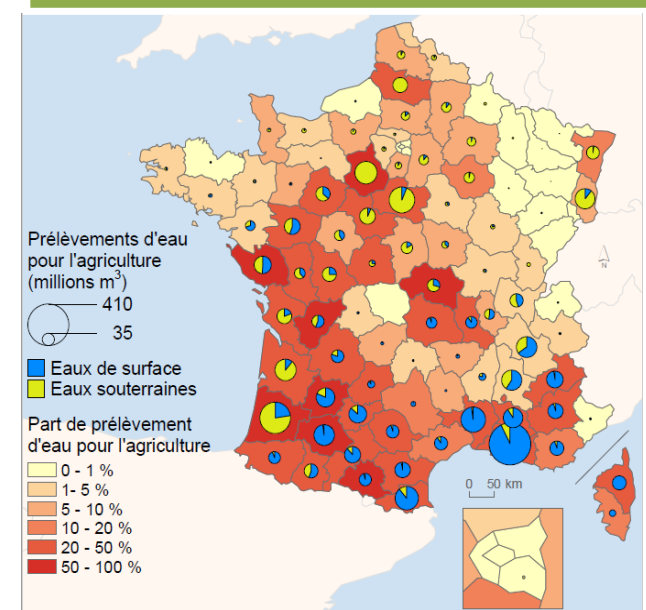 Prélèvements d'eau
pour l'agriculture
(millions m³)
410
35
Eaux de surface
Eaux souterraines
Part de prélèvement
d'eau pour l'agriculture
0 - 1 %
1- 5 %
5 - 10 %
10 - 20 %
20 - 50 %
50 - 100 %
N
0 50 km